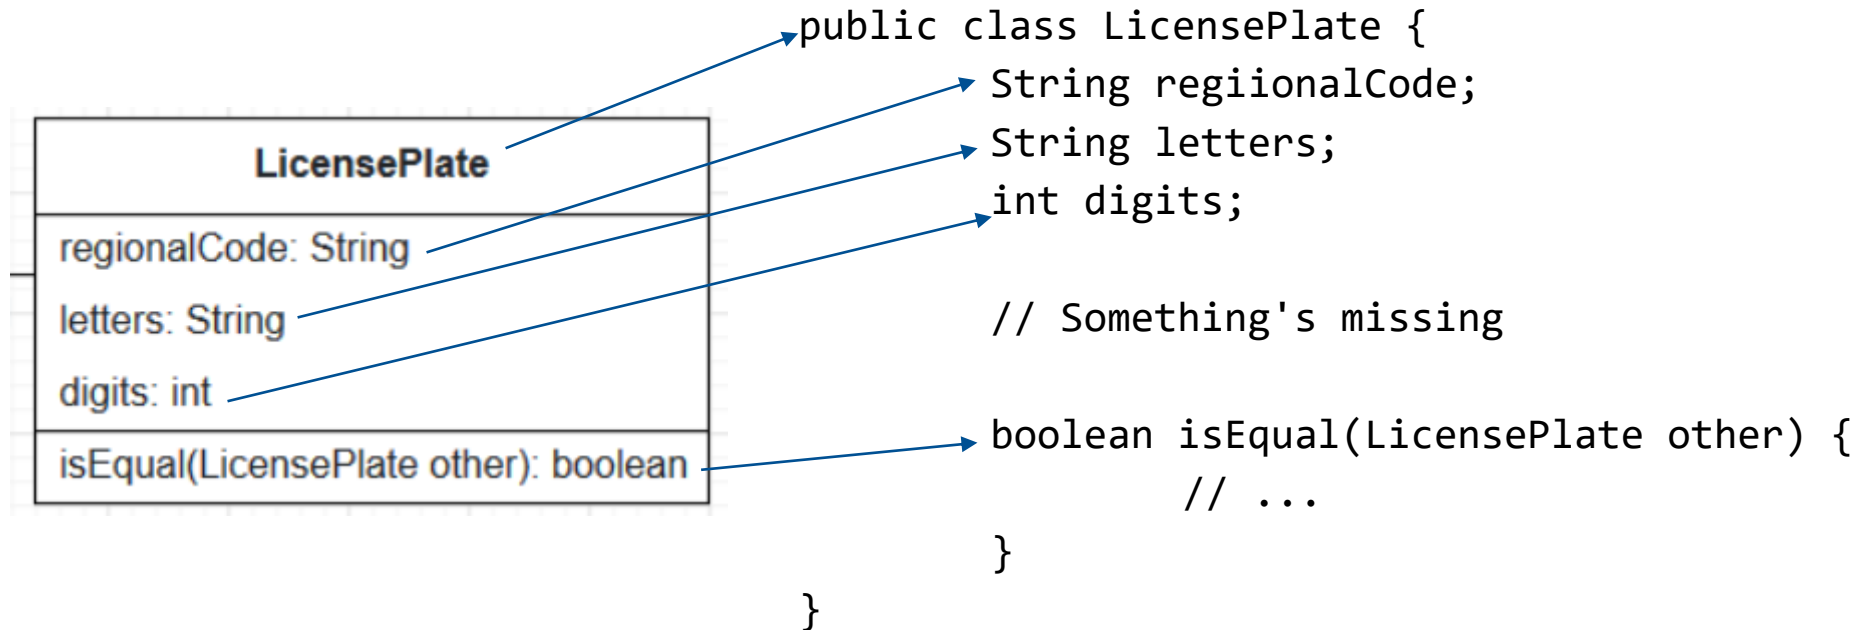 LicensePlate
regionalCode: String
letters: String
digits: int
isEqual(LicensePlate other): boolean
public class LicensePlate {
String regiionalCode;
String letters;
int digits;
// Something's missing
boolean isEqual(LicensePlate other) {
// ...
}
}